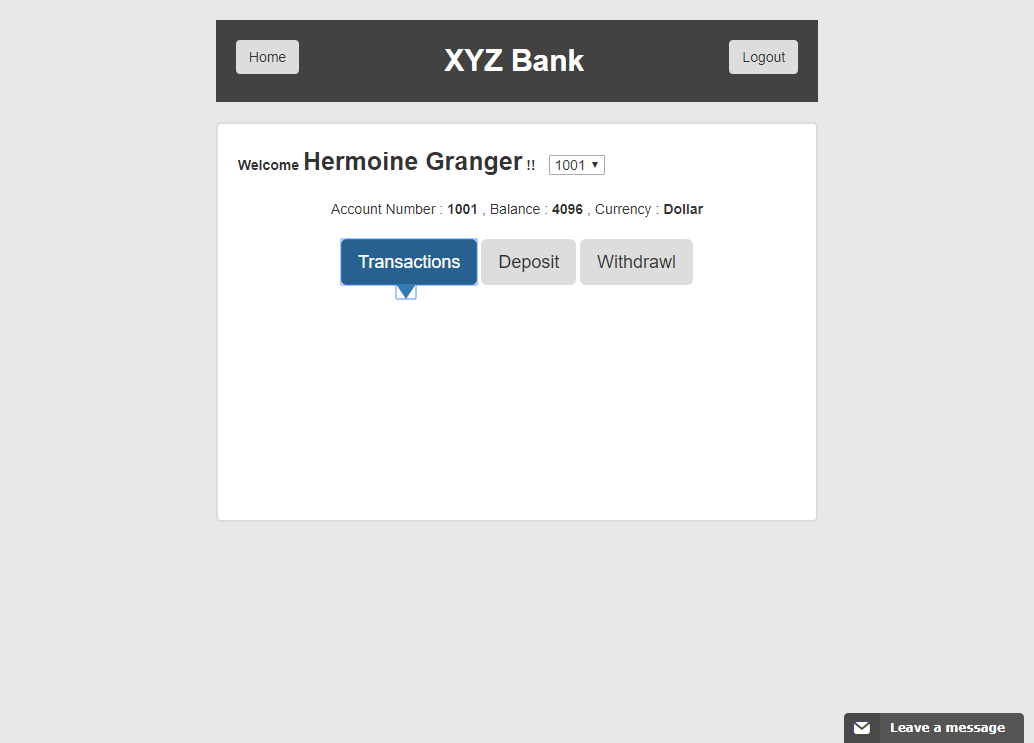 Home XYZ Bank Logout
Welcome Hermoine Granger !! 1001
Account Number : 1001 , Balance : 4096 , Currency : Dollar
Transactions Deposit Withdrawl
Leave a message